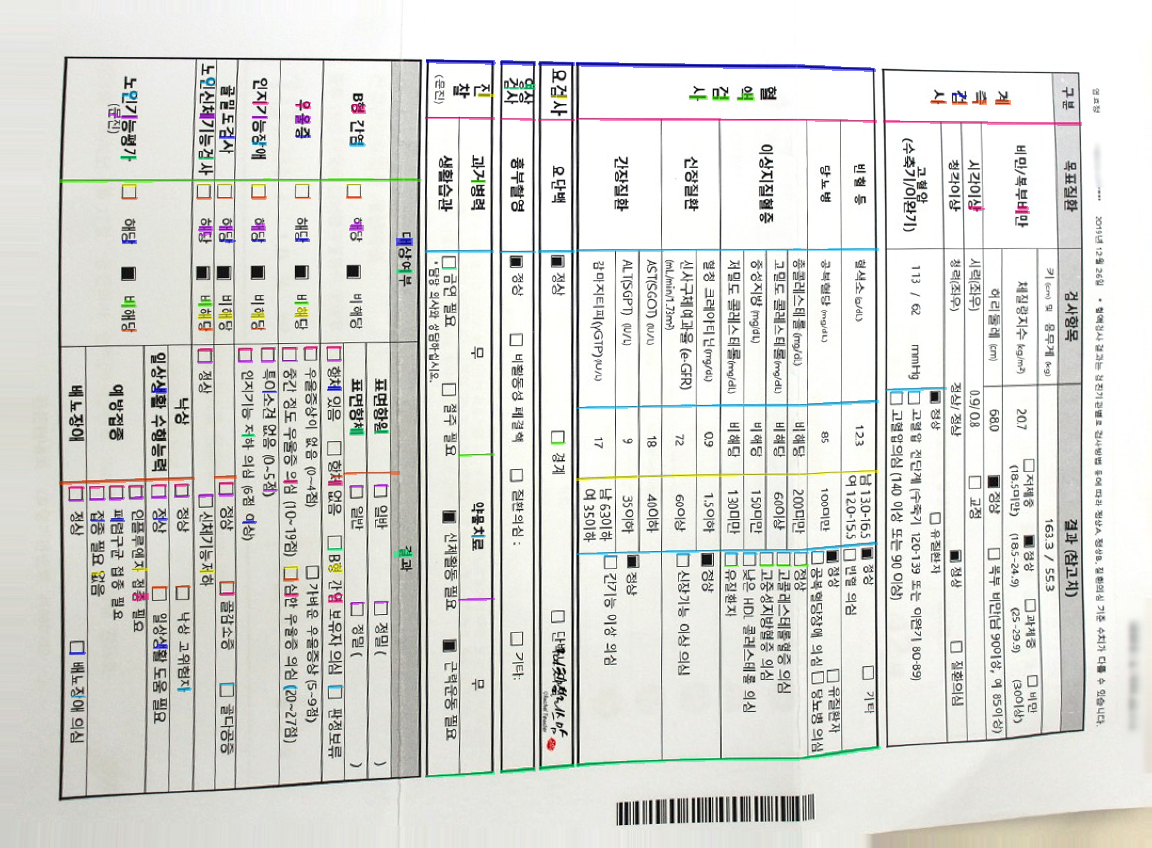 2019년 12월 26일 * 혈액검사 결과는 검진기관별로 검사방법 등에 따라 정상A, 정상B, 질환의심 기준 수치가 다를 수 있습니다.
구분 목표질환 검사항목 결과 (참고치)
계측검사 비만/복부비만 키(cm) 및 몸무게(kg) 163.3 / 55.3
체질량지수 (kg/m²) 20.7 □저체중 (18.5미만) ■정상 (18.5-24.9) □과체중 (25-29.9) □비만 (30이상)
허리둘레 (cm) 68.0 ■정상 □복부 비만(남 90이상, 여 85이상)
시각이상 시력(좌/우) 0.9/ 0.8 □교정
청각이상 청력(좌/우) 정상/ 정상 ■정상 □질환의심
고혈압 (수축기/이완기) 113 / 62 mmHg ■정상 □유질환자
□고혈압 전단계 (수축기 120-139 또는 이완기 80-89)
□고혈압의심 (140 이상 또는 90 이상)
혈액검사 빈혈 등 혈색소 (g/dL) 12.3 남 13.0-16.5 여 12.0-15.5 ■정상 □빈혈 의심 □기타
당뇨병 공복혈당 (mg/dL) 85 100미만 ■정상 □유질환자 □공복혈당장애 의심 □당뇨병 의심
이상지질혈증 총콜레스테롤 (mg/dL) 비해당 200미만 □정상
고밀도 콜레스테롤(mg/dL) 비해당 60이상 □고콜레스테롤혈증 의심
중성지방 (mg/dL) 비해당 150미만 □고중성지방혈증 의심
저밀도 콜레스테롤(mg/dL) 비해당 130미만 □낮은 HDL 콜레스테롤 의심
□유질환자
신장질환 혈청 크레아티닌(mg/dL) 0.9 1.5이하 ■정상
신사구체여과율 (e-GFR) (mL/min/1.73m²) 72 60이상 □신장기능 이상 의심
간장질환 AST(SGOT) (IU/L) 18 40이하
ALT(SGPT) (IU/L) 9 35이하 ■정상
감마지티피(γGTP)(IU/L) 17 남 63이하 여 35이하 □간기능 이상 의심
요검사 요단백 ■정상 □경계
영상검사 흉부촬영 ■정상 □비활동성 폐결핵 □질환의심 : □기타:
진찰 (문진) 과거병력 무 약물치료 무
생활습관 □금연 필요 □절주 필요 ■신체활동 필요 ■근력운동 필요
*담당 의사와 상담하십시오.
대상여부 결과
B형 간염 □해당 ■비해당 표면항원 □일반 □정밀 ( )
표면항체 □일반 □정밀 ( )
□항체 있음 □항체 없음 □B형 간염 보유자 의심 □판정보류
우울증 □해당 ■비해당 □우울증상이 없음 (0~4점) □가벼운 우울증상 (5~9점)
□중간 정도 우울증 의심 (10~19점) □심한 우울증 의심 (20~27점)
인지기능장애 □해당 ■비해당 □특이소견 없음 (0~5점)
□인지기능 저하 의심 (6점 이상)
골밀도검사 □해당 ■비해당 □정상 □골감소증 □골다공증
노인신체기능검사 □해당 ■비해당 □정상 □신체기능저하
노인기능평가 (문진) □해당 ■비해당 낙상 □정상 □낙상 고위험자
일상생활 수행능력 □정상 □일상생활 도움 필요
예방접종 □인플루엔자 접종 필요
□폐렴구균 접종 필요
□접종 필요 없음
배뇨장애 □정상 □배뇨장애 의심